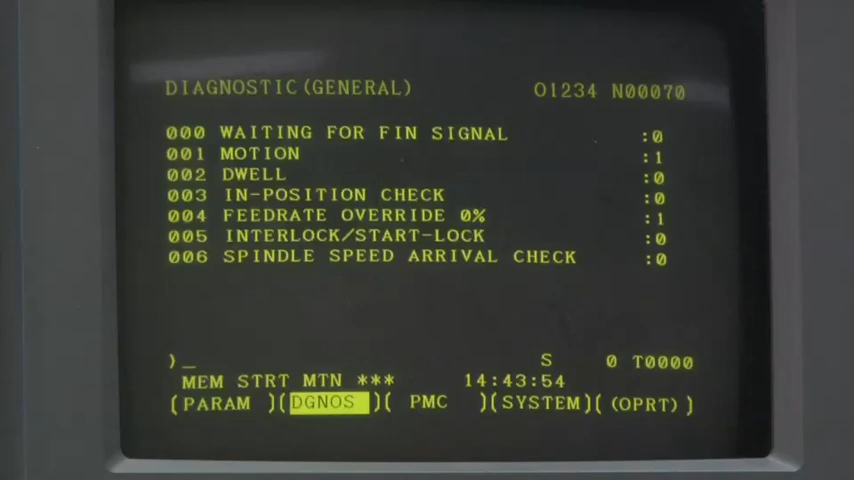 DIAGNOSTIC(GENERAL) O1234 N00070
000 WAITING FOR FIN SIGNAL :0
001 MOTION :1
002 DWELL :0
003 IN-POSITION CHECK :0
004 FEEDRATE OVERRIDE 0% :1
005 INTERLOCK/START-LOCK :0
006 SPINDLE SPEED ARRIVAL CHECK :0
)_ S 0 T0000
MEM STRT MTN *** 14:43:54
(PARAM )(DGNOS )( PMC )(SYSTEM)((OPRT))